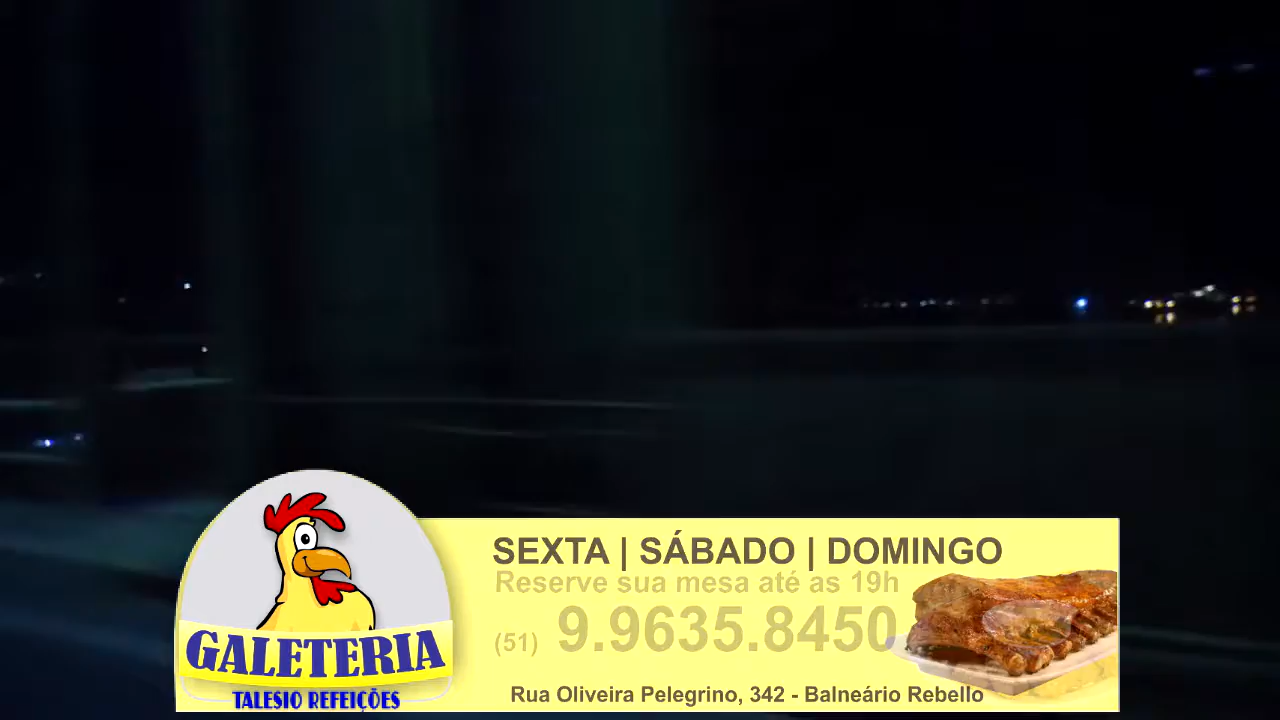 SEXTA | SÁBADO | DOMINGO
Reserve sua mesa até as 19h
(51) 9.9635.8450
GALETERIA
TALESIO REFEIÇÕES
Rua Oliveira Pelegrino, 342 - Balneário Rebello